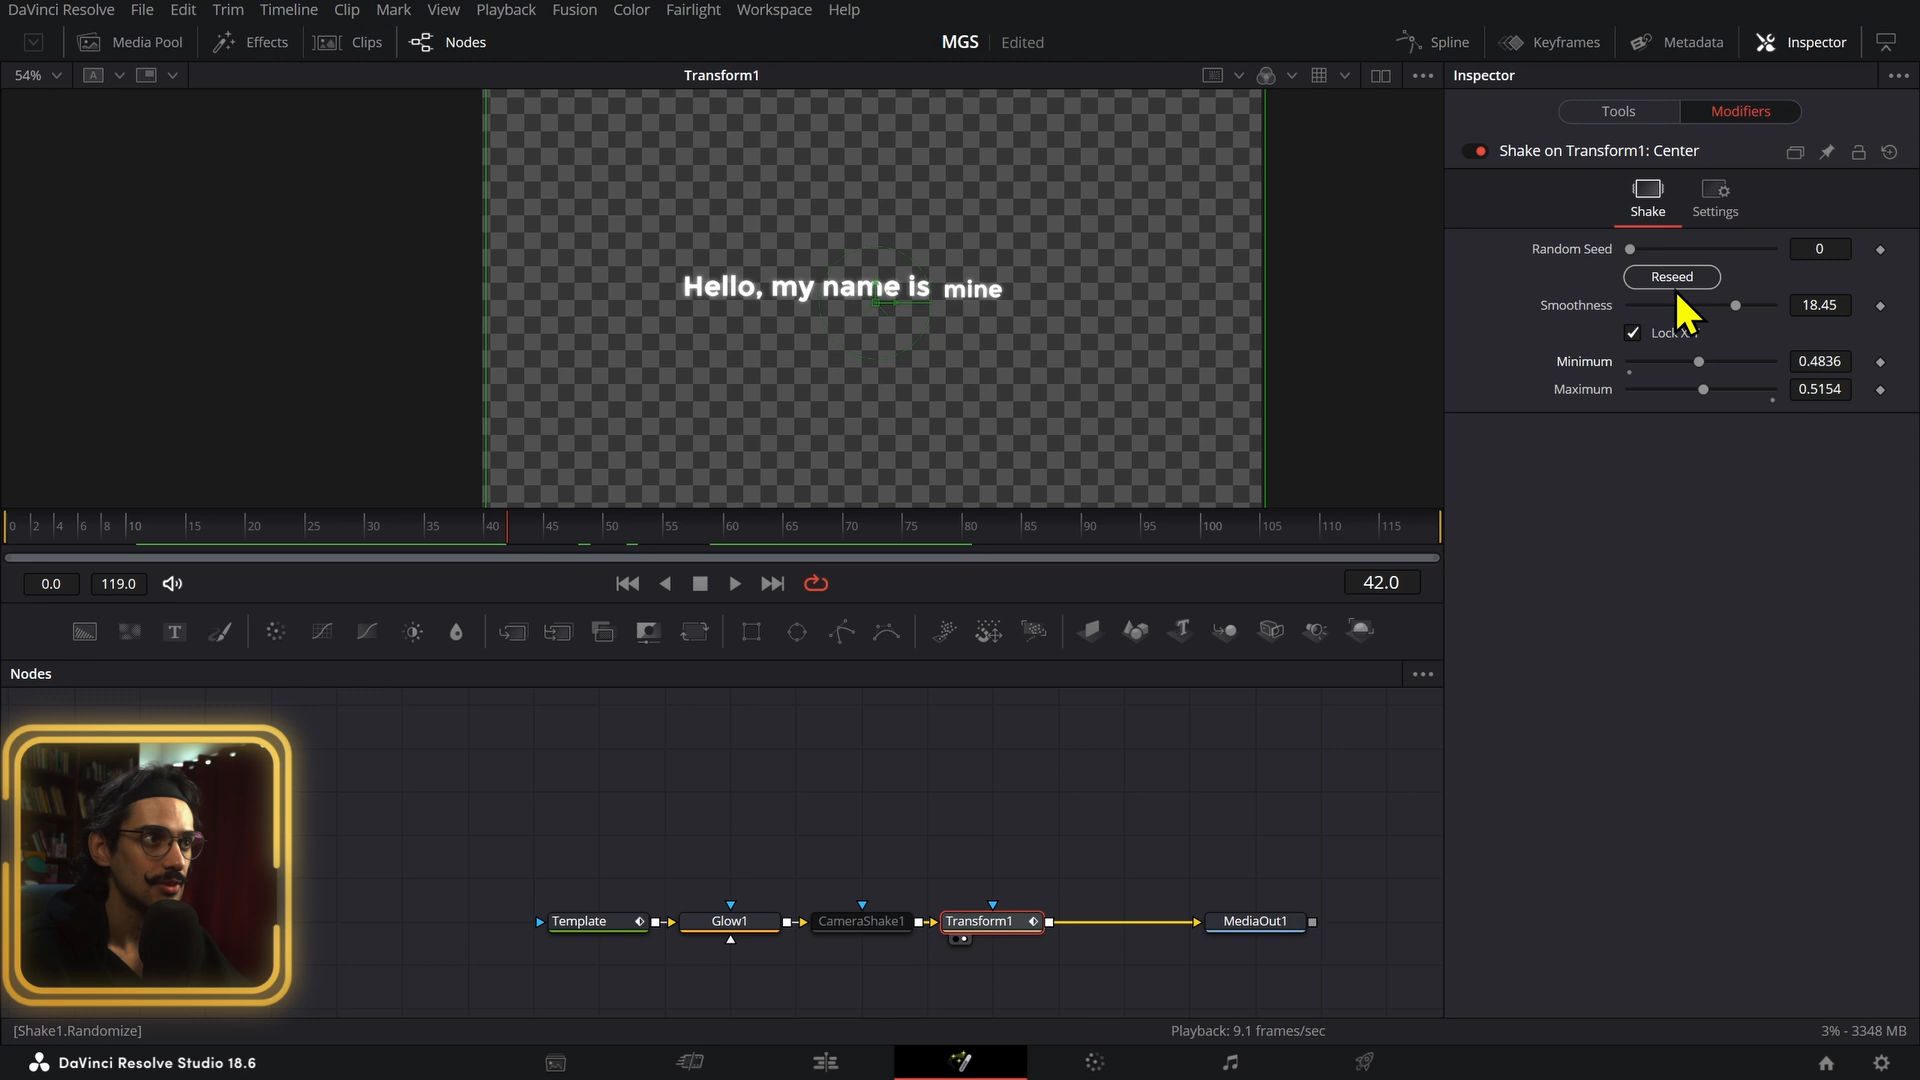 DaVinci Resolve File Edit Trim Timeline Clip Mark View Playback Fusion Color Fairlight Workspace Help
Media Pool Effects Clips Nodes MGS Edited Spline Keyframes Metadata Inspector
54% A Transform1 Inspector
Tools Modifiers
Shake on Transform1: Center
Shake Settings
Random Seed 0
Reseed
Smoothness 18.45
Lock X
Minimum 0.4836
Maximum 0.5154
Hello, my name is mine
0 2 4 6 8 10 15 20 25 30 35 40 45 50 55 60 65 70 75 80 85 90 95 100 105 110 115
0.0 119.0 42.0
T T
Nodes
Template Glow1 CameraShake1 Transform1 MediaOut1
[Shake1.Randomize] Playback: 9.1 frames/sec 3% - 3348 MB
DaVinci Resolve Studio 18.6